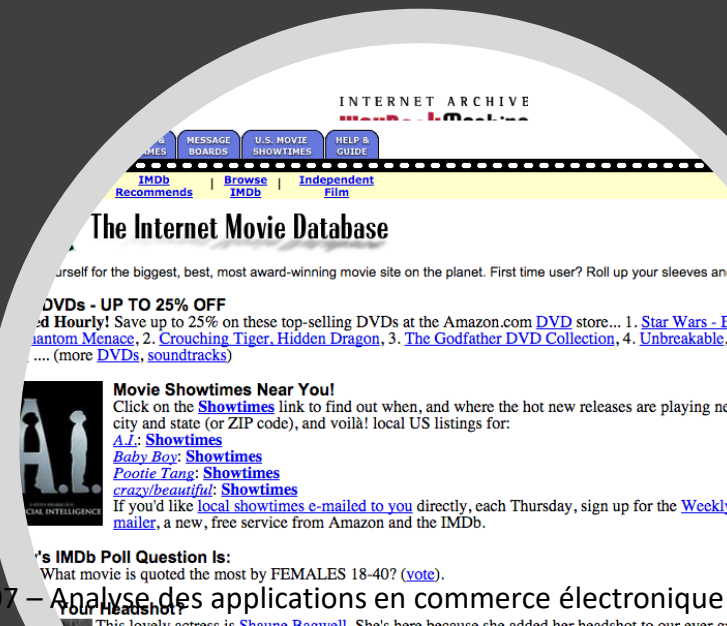 INTERNET ARCHIVE
&
MESSAGE BOARDS
U.S. MOVIE SHOWTIMES
HELP & GUIDE
IMDb Recommends | Browse IMDb | Independent Film
The Internet Movie Database
for the biggest, best, most award-winning movie site on the planet. First time user? Roll up your sleeves
DVDs - UP TO 25% OFF
Hourly! Save up to 25% on these top-selling DVDs at the Amazon.com DVD store... 1. Star Wars -
Menace, 2. Crouching Tiger, Hidden Dragon, 3. The Godfather DVD Collection, 4. Unbreakable,
.... (more DVDs, soundtracks)
Movie Showtimes Near You!
Click on the Showtimes link to find out when, and where the hot new releases are playing
city and state (or ZIP code), and voilà! local US listings for:
A.I.: Showtimes
Baby Boy: Showtimes
Pootie Tang: Showtimes
crazy/beautiful: Showtimes
If you'd like local showtimes e-mailed to you directly, each Thursday, sign up for the Weekly
mailer, a new, free service from Amazon and the IMDb.
A.I.
INTELLIGENCE
IMDb Poll Question Is:
What movie is quoted the most by FEMALES 18-40? (vote).
7 – Analyse des applications en commerce électronique
Your Headshot?
This lovely actress is Shaune Bagwell. She's here because she added her headshot to our ever